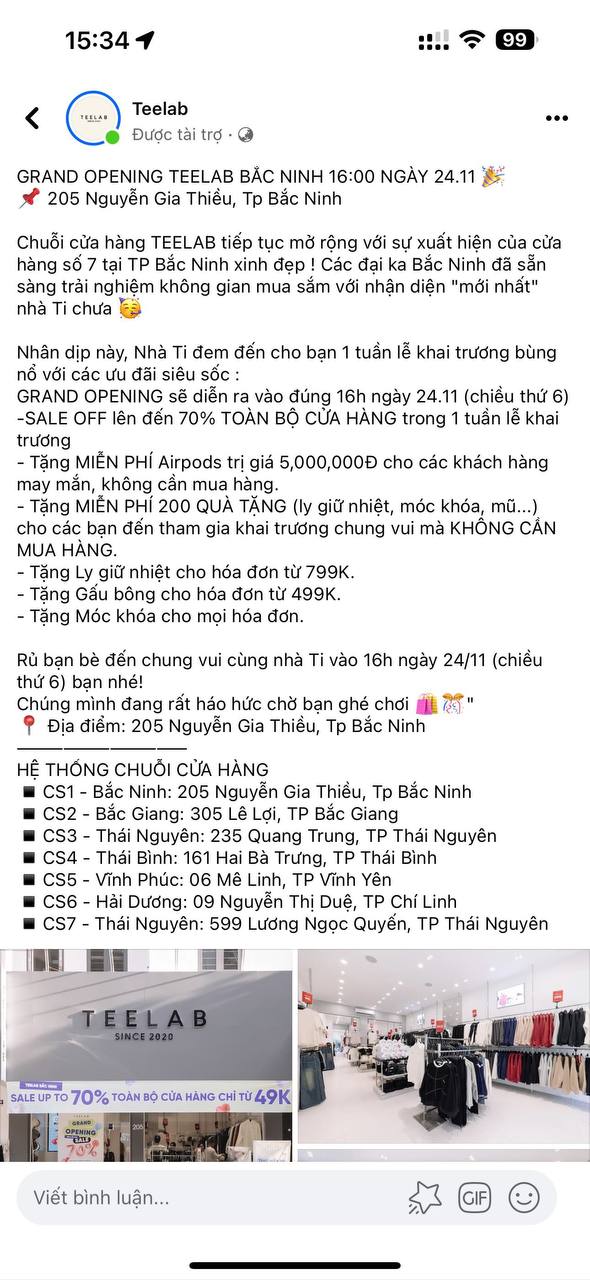 15:34
99
TEELAB
Teelab
Được tài trợ ·
GRAND OPENING TEELAB BẮC NINH 16:00 NGÀY 24.11 🎉
📌 205 Nguyễn Gia Thiều, Tp Bắc Ninh
Chuỗi cửa hàng TEELAB tiếp tục mở rộng với sự xuất hiện của cửa
hàng số 7 tại TP Bắc Ninh xinh đẹp ! Các đại ka Bắc Ninh đã sẵn
sàng trải nghiệm không gian mua sắm với nhận diện "mới nhất"
nhà Ti chưa 🥳
Nhân dịp này, Nhà Ti đem đến cho bạn 1 tuần lễ khai trương bùng
nổ với các ưu đãi siêu sốc :
GRAND OPENING sẽ diễn ra vào đúng 16h ngày 24.11 (chiều thứ 6)
-SALE OFF lên đến 70% TOÀN BỘ CỬA HÀNG trong 1 tuần lễ khai
trương
- Tặng MIỄN PHÍ Airpods trị giá 5,000,000Đ cho các khách hàng
may mắn, không cần mua hàng.
- Tặng MIỄN PHÍ 200 QUÀ TẶNG (ly giữ nhiệt, móc khóa, mũ...)
cho các bạn đến tham gia khai trương chung vui mà KHÔNG CẦN
MUA HÀNG.
- Tặng Ly giữ nhiệt cho hóa đơn từ 799K.
- Tặng Gấu bông cho hóa đơn từ 499K.
- Tặng Móc khóa cho mọi hóa đơn.
Rủ bạn bè đến chung vui cùng nhà Ti vào 16h ngày 24/11 (chiều
thứ 6) bạn nhé!
Chúng mình đang rất háo hức chờ bạn ghé chơi 🛍️🎊"
📍 Địa điểm: 205 Nguyễn Gia Thiều, Tp Bắc Ninh
HỆ THỐNG CHUỖI CỬA HÀNG
◾ CS1 - Bắc Ninh: 205 Nguyễn Gia Thiều, Tp Bắc Ninh
◾ CS2 - Bắc Giang: 305 Lê Lợi, TP Bắc Giang
◾ CS3 - Thái Nguyên: 235 Quang Trung, TP Thái Nguyên
◾ CS4 - Thái Bình: 161 Hai Bà Trưng, TP Thái Bình
◾ CS5 - Vĩnh Phúc: 06 Mê Linh, TP Vĩnh Yên
◾ CS6 - Hải Dương: 09 Nguyễn Thị Duệ, TP Chí Linh
◾ CS7 - Thái Nguyên: 599 Lương Ngọc Quyến, TP Thái Nguyên
TEELAB
SINCE 2020
TEELAB BẮC NINH
SALE UP TO 70% TOÀN BỘ CỬA HÀNG CHỈ TỪ 49K
GRAND
OPENING
SALE
70%
205
Viết bình luận...
GIF